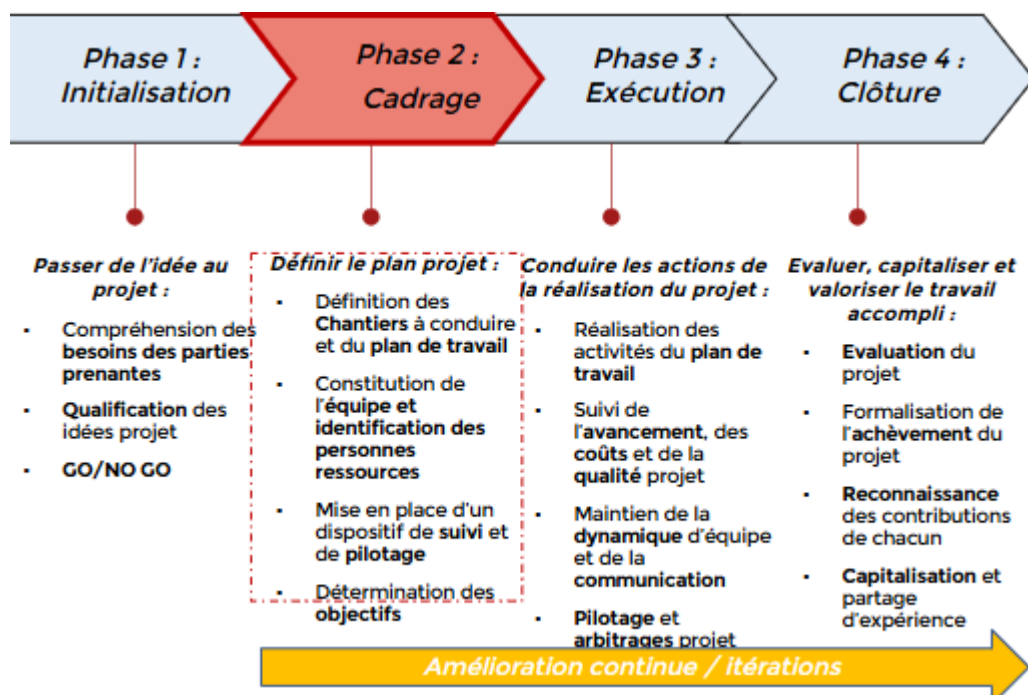 Phase 1 :
Initialisation
Phase 2 :
Cadrage
Phase 3 :
Exécution
Phase 4 :
Clôture
Passer de l'idée au
projet :
▪ Compréhension des
besoins des parties
prenantes
▪ Qualification des
idées projet
▪ GO/NO GO
Définir le plan projet :
▪ Définition des
Chantiers à conduire
et du plan de travail
▪ Constitution de
l'équipe et
identification des
personnes
ressources
▪ Mise en place d'un
dispositif de suivi et
de pilotage
▪ Détermination des
objectifs
Conduire les actions de
la réalisation du projet :
▪ Réalisation des
activités du plan de
travail
▪ Suivi de
l'avancement, des
coûts et de la
qualité projet
▪ Maintien de la
dynamique d'équipe
et de la
communication
▪ Pilotage et
arbitrages projet
Evaluer, capitaliser et
valoriser le travail
accompli :
▪ Evaluation du
projet
▪ Formalisation de
l'achèvement du
projet
▪ Reconnaissance
des contributions
de chacun
▪ Capitalisation et
partage
d'expérience
Amélioration continue / itérations